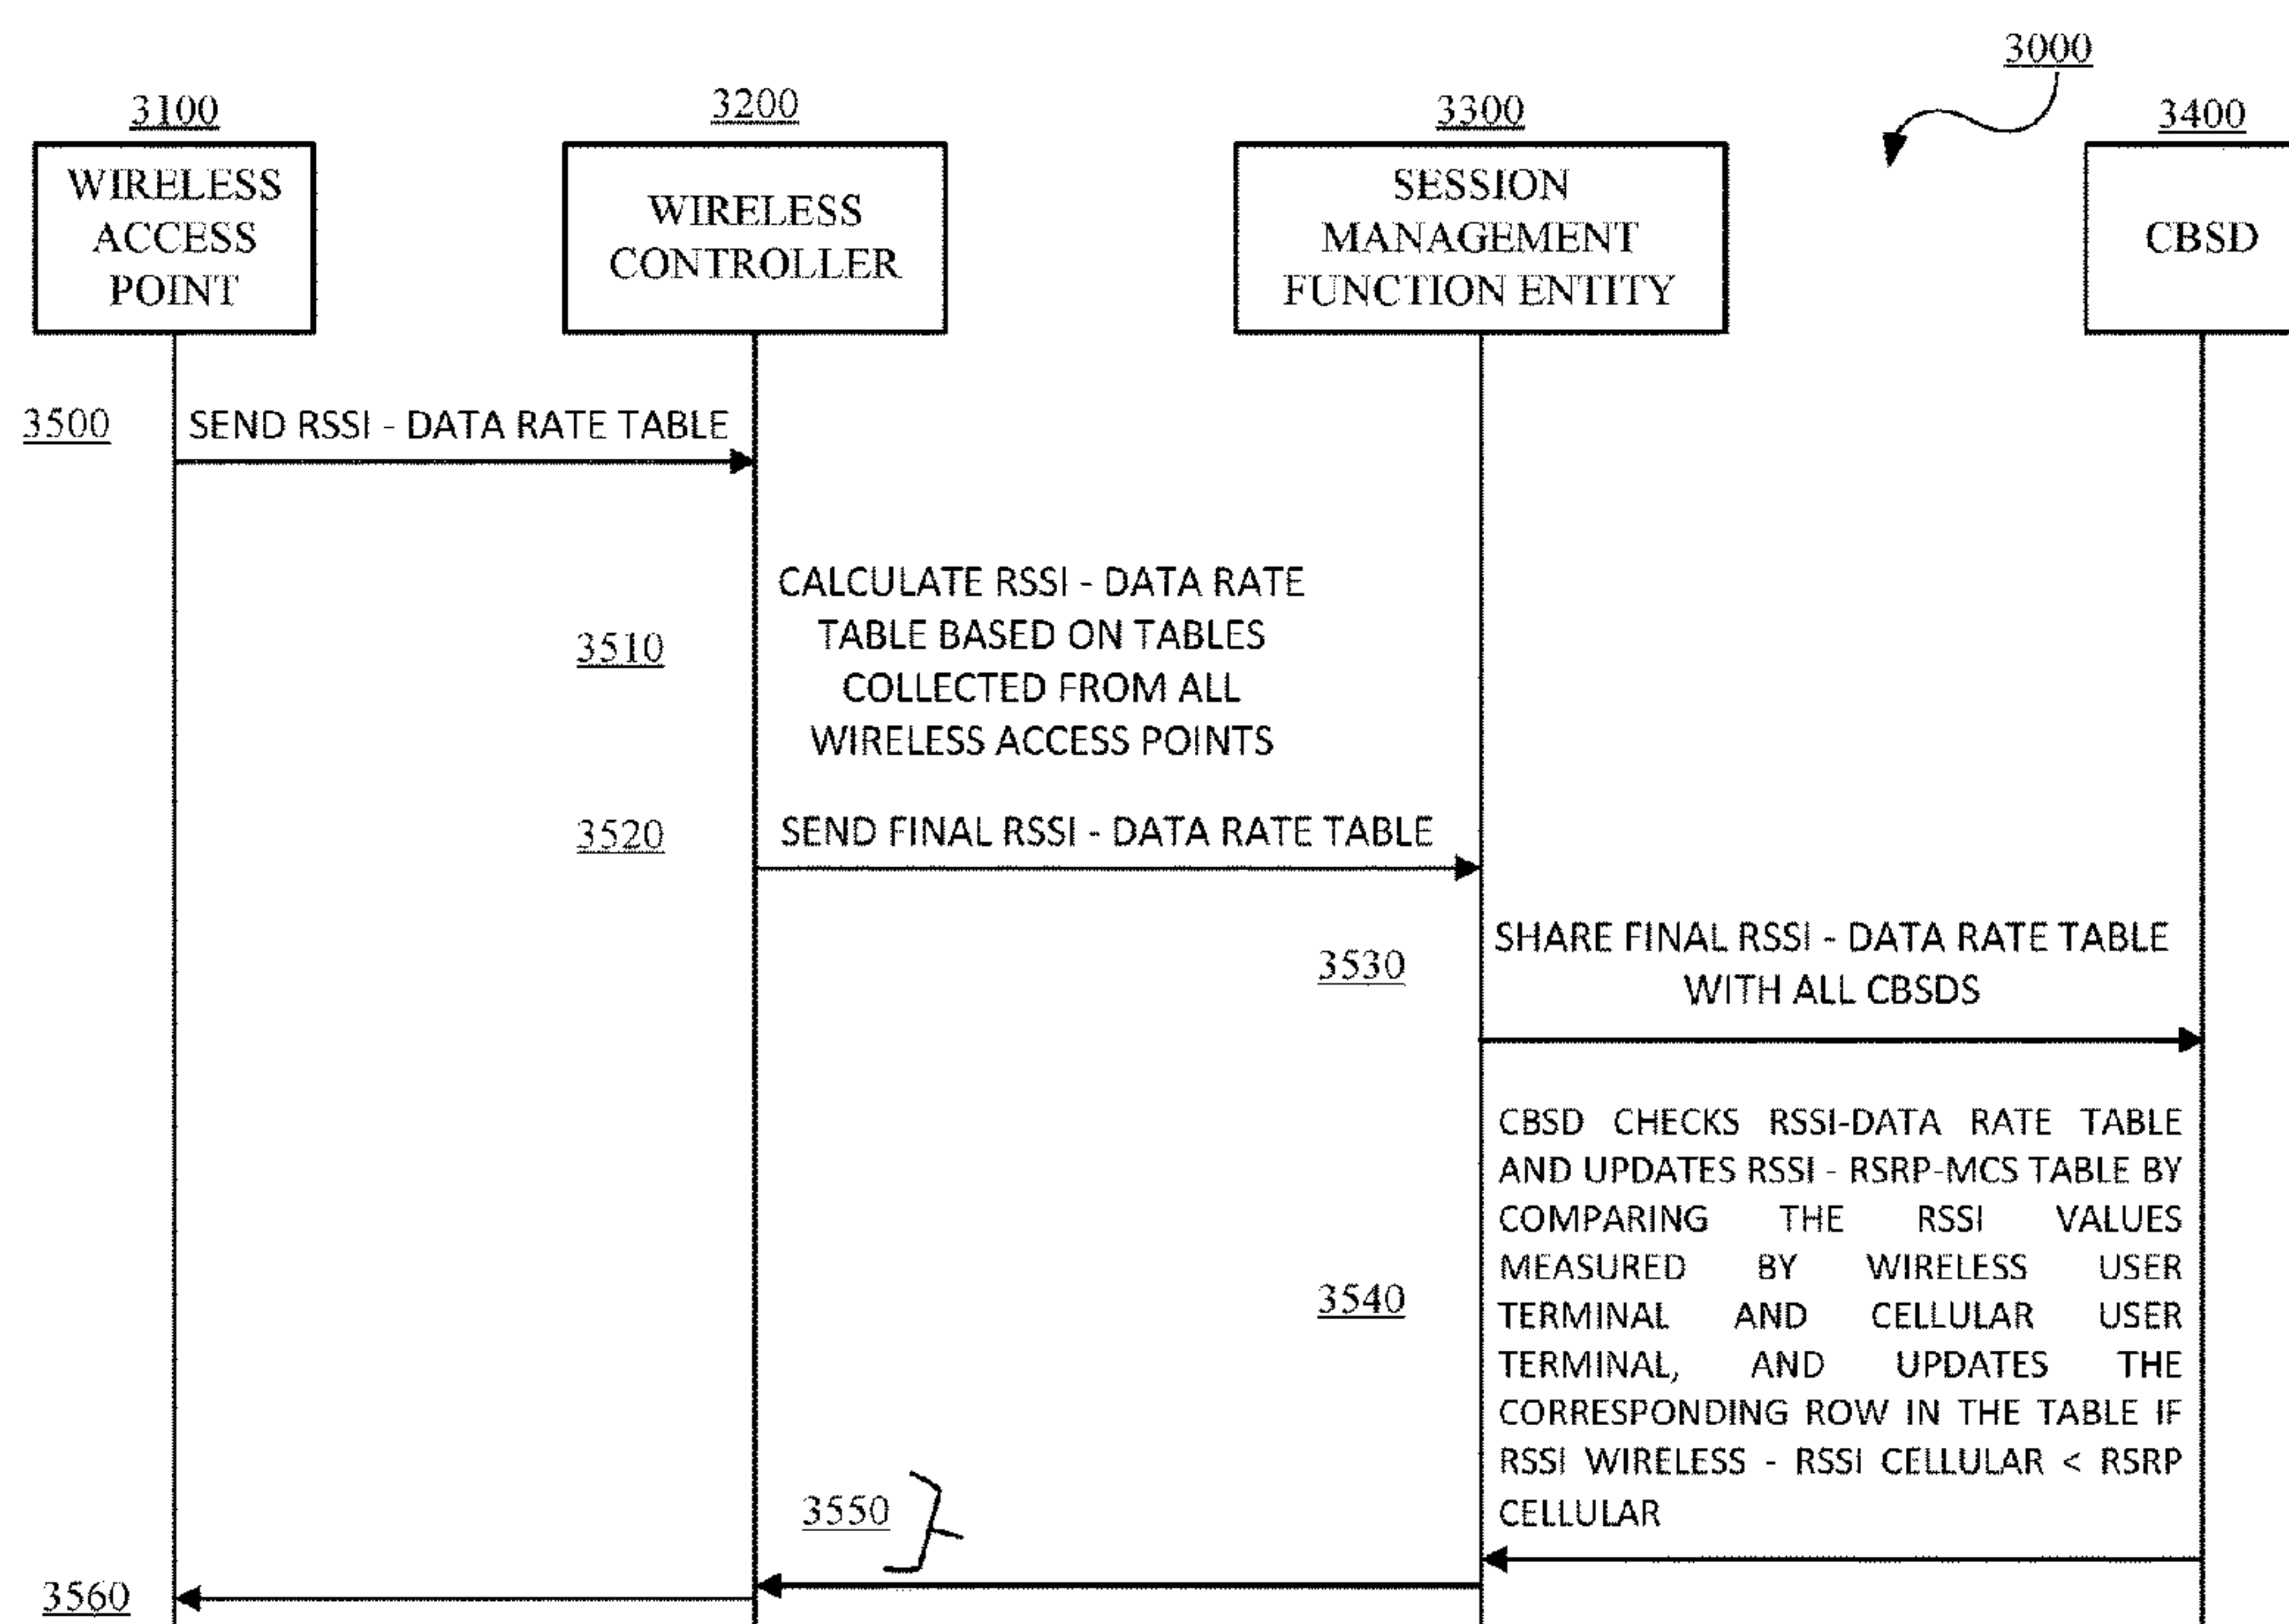 3000
3100
3200
3300
3400
WIRELESS
ACCESS
POINT
WIRELESS
CONTROLLER
SESSION
MANAGEMENT
FUNCTION ENTITY
CBSD
3500
SEND RSSI - DATA RATE TABLE
3510
CALCULATE RSSI - DATA RATE
TABLE BASED ON TABLES
COLLECTED FROM ALL
WIRELESS ACCESS POINTS
3520
SEND FINAL RSSI - DATA RATE TABLE
3530
SHARE FINAL RSSI - DATA RATE TABLE
WITH ALL CBSDS
3540
CBSD CHECKS RSSI-DATA RATE TABLE
AND UPDATES RSSI - RSRP-MCS TABLE BY
COMPARING THE RSSI VALUES
MEASURED BY WIRELESS USER
TERMINAL AND CELLULAR USER
TERMINAL, AND UPDATES THE
CORRESPONDING ROW IN THE TABLE IF
RSSI WIRELESS - RSSI CELLULAR < RSRP
CELLULAR
3550
3560